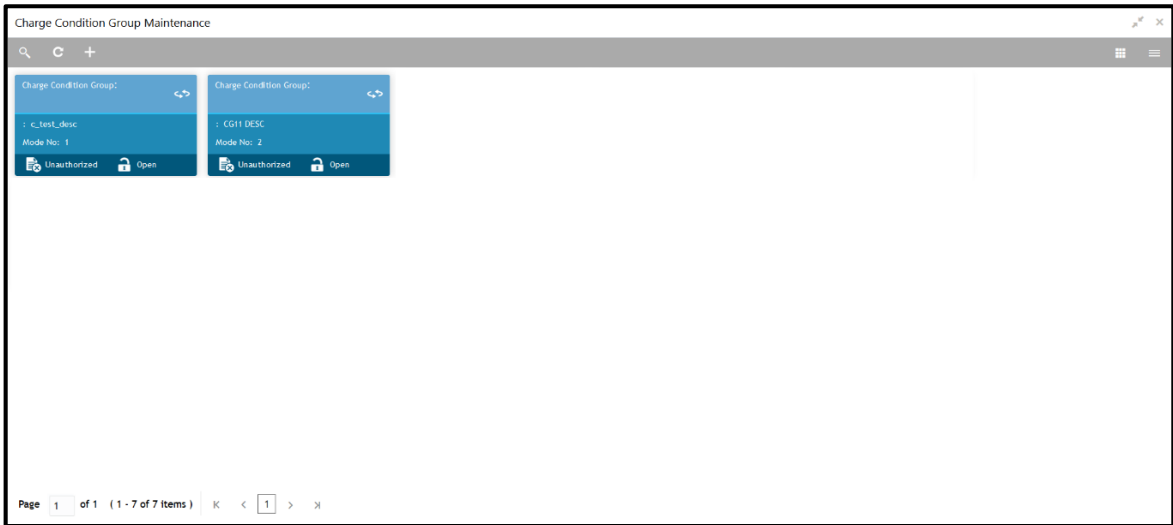 Charge Condition Group Maintenance
Charge Condition Group:
: c_test_desc
Mode No: 1
Unauthorized Open
Charge Condition Group:
: CG11 DESC
Mode No: 2
Unauthorized Open
Page 1 of 1 ( 1 - 7 of 7 items ) 1